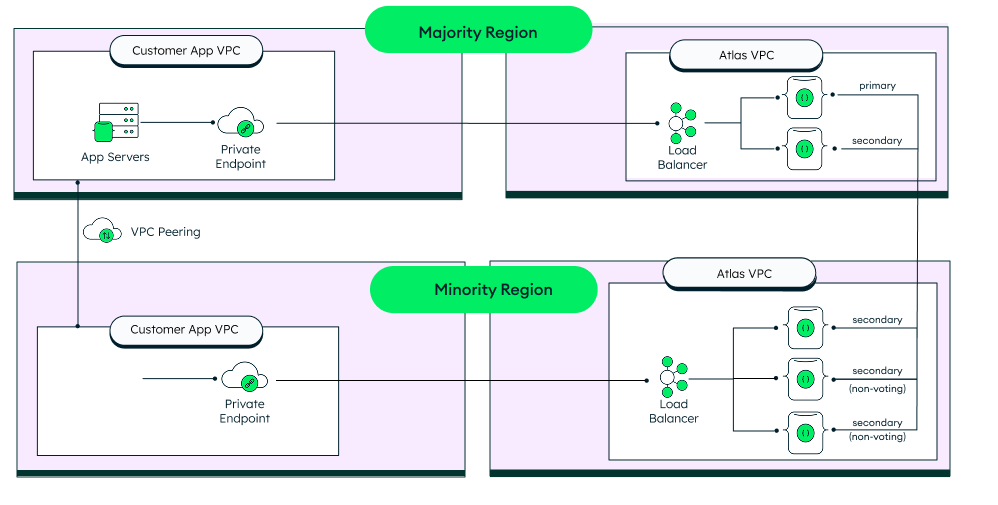 Majority Region
Customer App VPC
Atlas VPC
primary
App Servers
Private
Endpoint
Load
Balancer
secondary
VPC Peering
Minority Region
Atlas VPC
Customer App VPC
secondary
Private
Endpoint
Load
Balancer
secondary
(non-voting)
secondary
(non-voting)